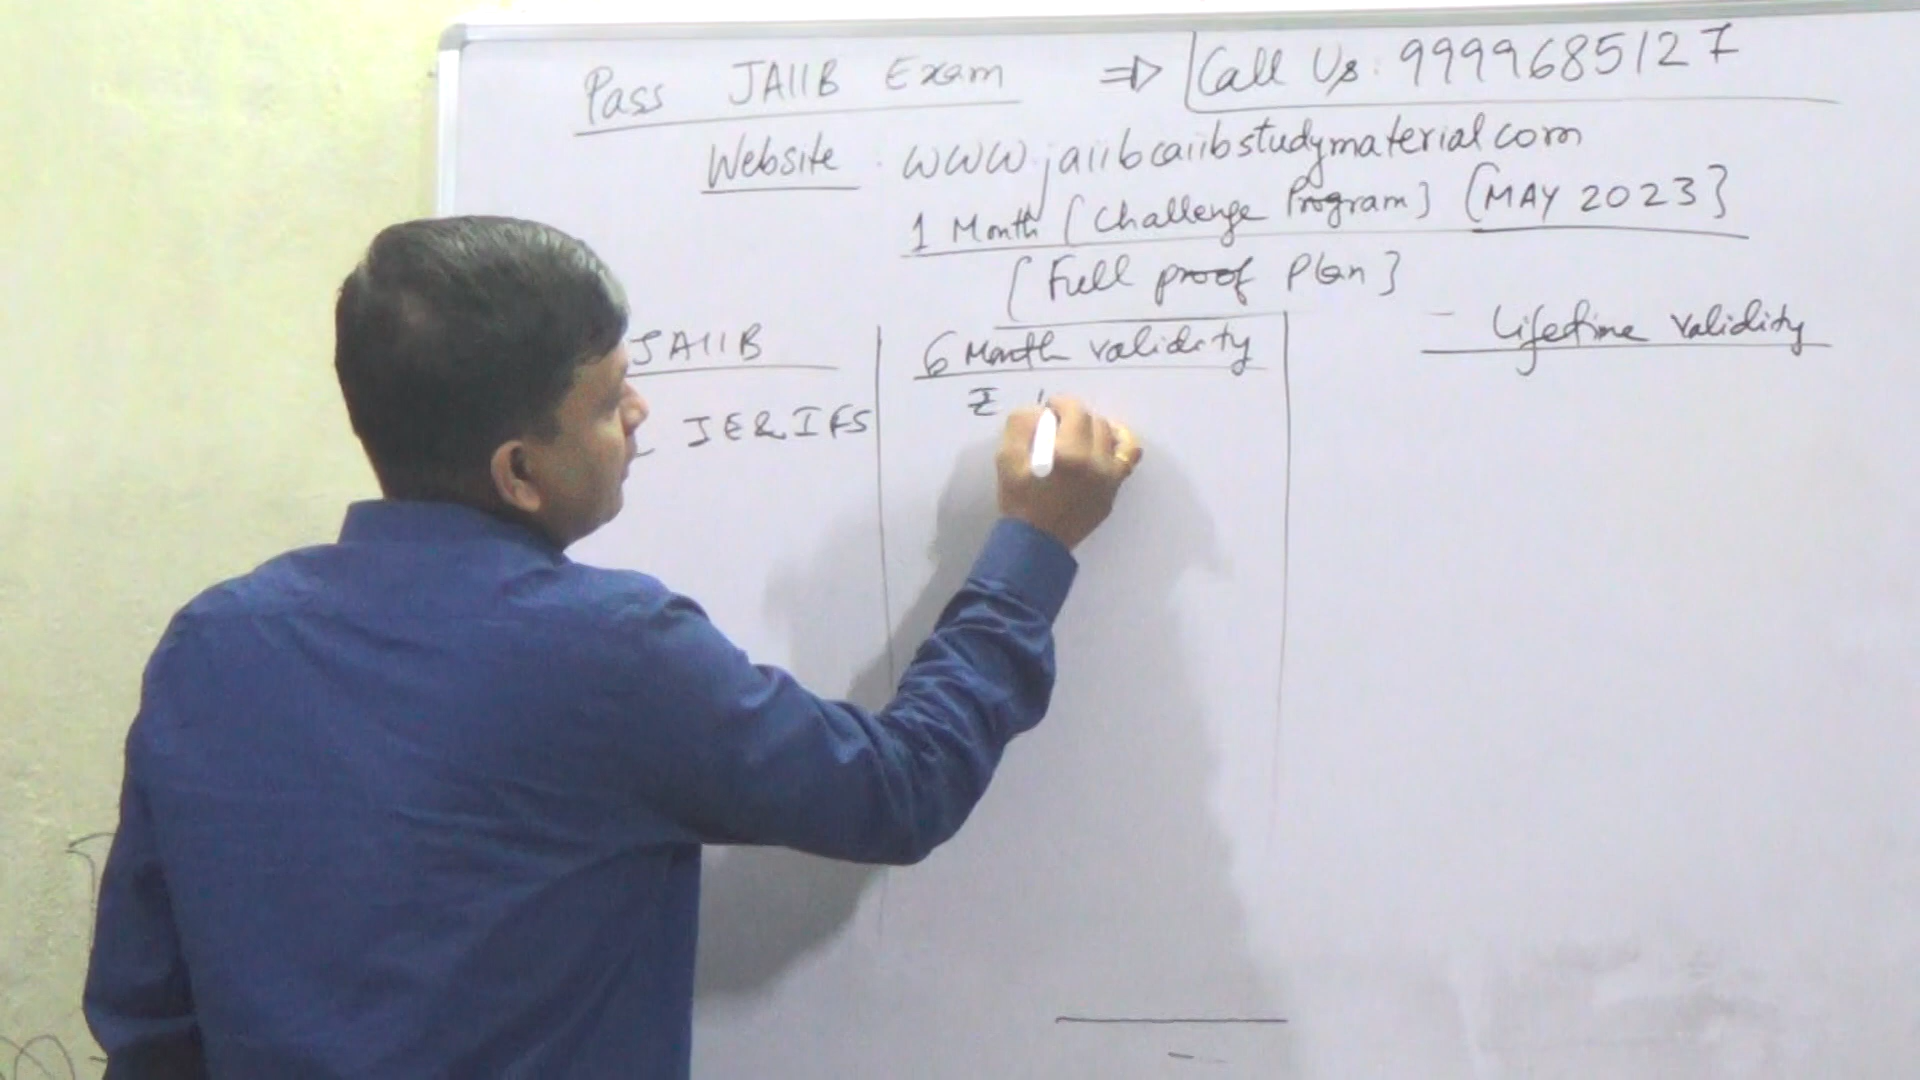 Pass JAIIB Exam ⇒ Call Us: 9999685127
Website. www.jaiibcaiibstudymaterial com
1 Month [Challenge Program] [MAY 2023]
[Full proof Plan]
JAIIB 6 Month validity - Lifetime validity
JE&IFS ₹